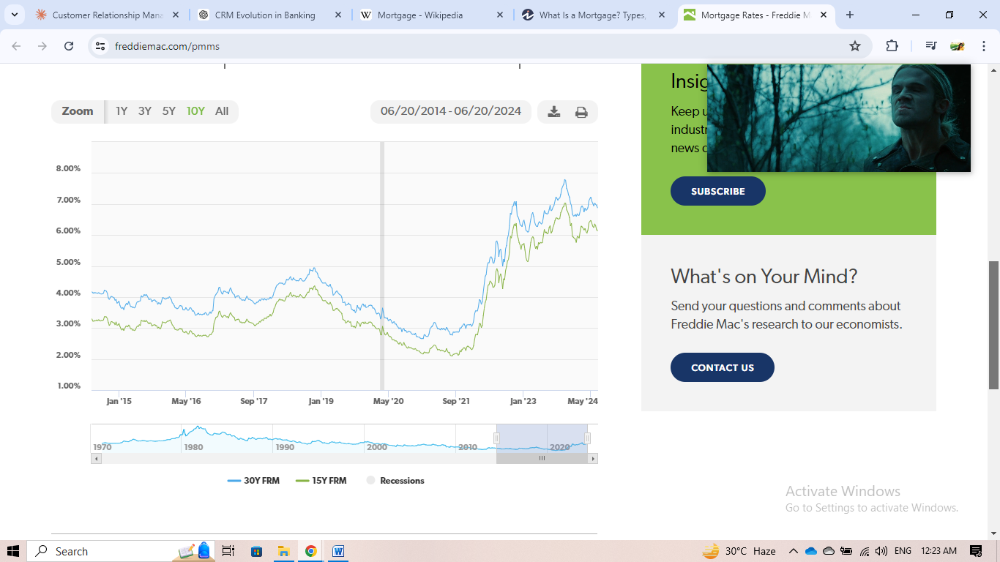 Customer Relationship Mana
CRM Evolution in Banking
Mortgage - Wikipedia
What Is a Mortgage? Types,
Mortgage Rates - Freddie M
freddiemac.com/pmms
Zoom 1Y 3Y 5Y 10Y All
06/20/2014 - 06/20/2024
8.00%
7.00%
6.00%
5.00%
4.00%
3.00%
2.00%
1.00%
Jan '15 May '16 Sep '17 Jan '19 May '20 Sep '21 Jan '23 May '24
1970 1980 1990 2000 2010 2020
30Y FRM 15Y FRM Recessions
Insig
Keep u
industr
news
SUBSCRIBE
What's on Your Mind?
Send your questions and comments about
Freddie Mac's research to our economists.
CONTACT US
Activate Windows
Go to Settings to activate Windows.
Search
30°C Haze
ENG
12:23 AM